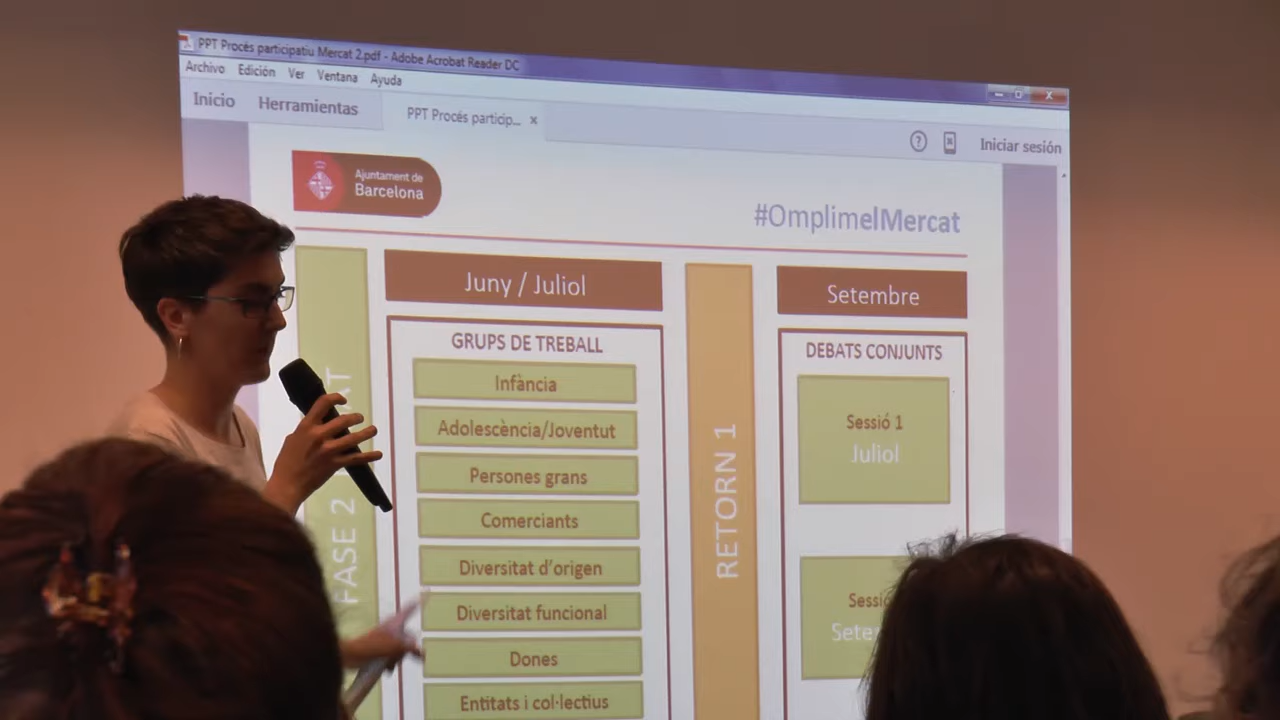 PPT Procés participatiu Mercat 2.pdf - Adobe Acrobat Reader DC
Archivo Edición Ver Ventana Ayuda
Inicio Herramientas PPT Procés particip... × Iniciar sesión
Ajuntament de
Barcelona
#OmplimelMercat
FASE 2
Juny / Juliol
GRUPS DE TREBALL
Infància
Adolescència/Joventut
Persones grans
Comerciants
Diversitat d'origen
Diversitat funcional
Dones
Entitats i col·lectius
RETORN 1
Setembre
DEBATS CONJUNTS
Sessió 1
Juliol